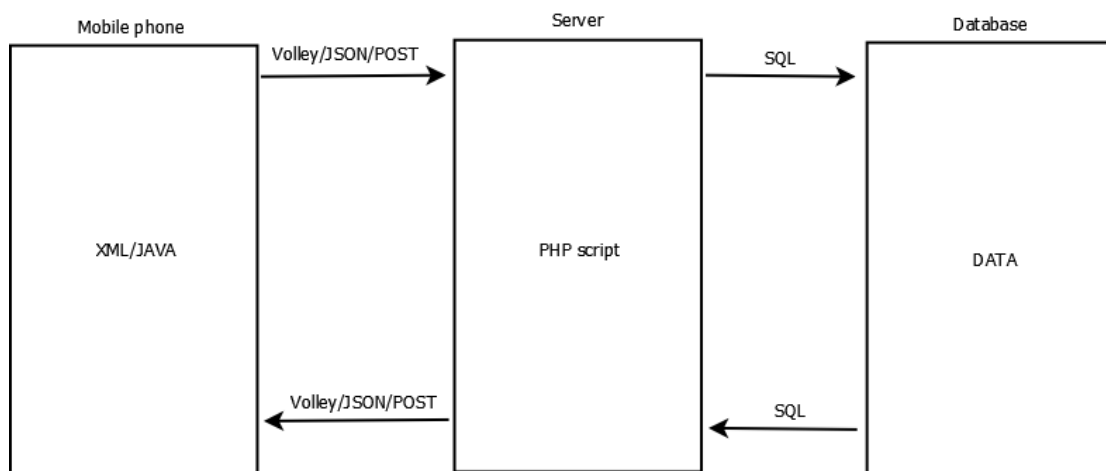 Mobile phone
Server
Database
Volley/JSON/POST
SQL
XML/JAVA
PHP script
DATA
Volley/JSON/POST
SQL